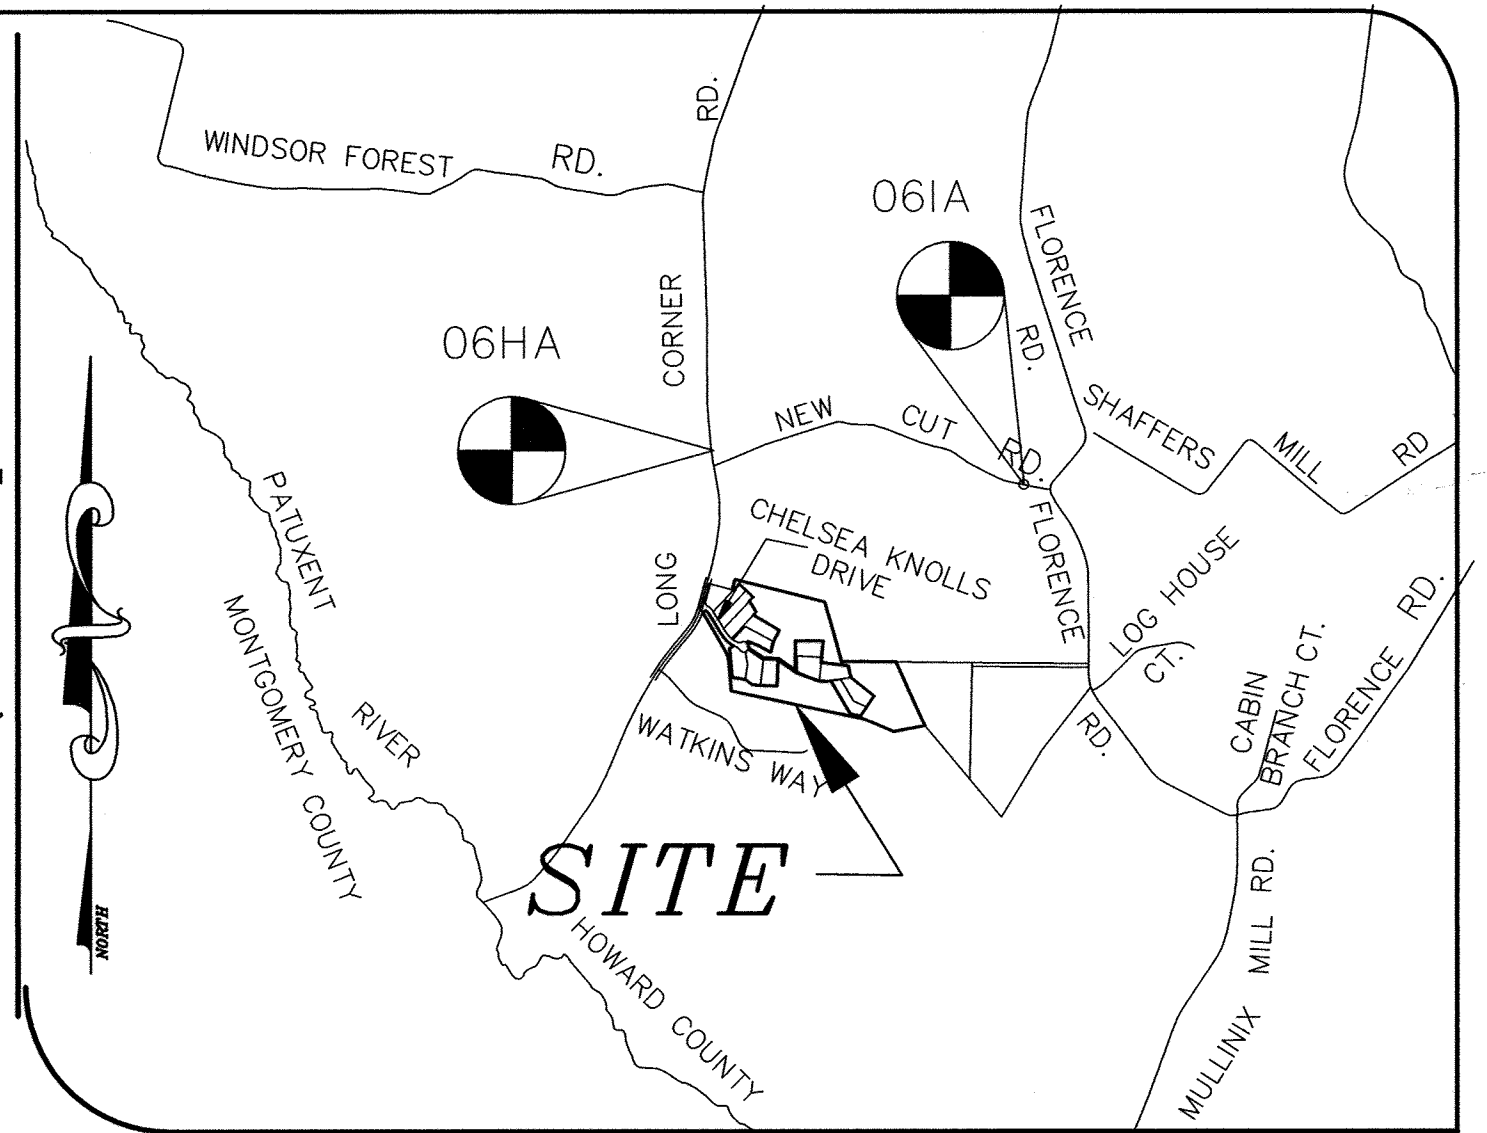 RD.
WINDSOR FOREST RD.
06IA
FLORENCE RD.
06HA
CORNER
NEW CUT RD.
SHAFFERS MILL RD
PATUXENT RIVER
CHELSEA KNOLLS
DRIVE
LONG
FLORENCE RD.
LOG HOUSE
CT.
MONTGOMERY COUNTY
WATKINS WAY
CABIN
BRANCH CT.
FLORENCE RD.
SITE
NORTH
HOWARD COUNTY
MULLINIX MILL RD.